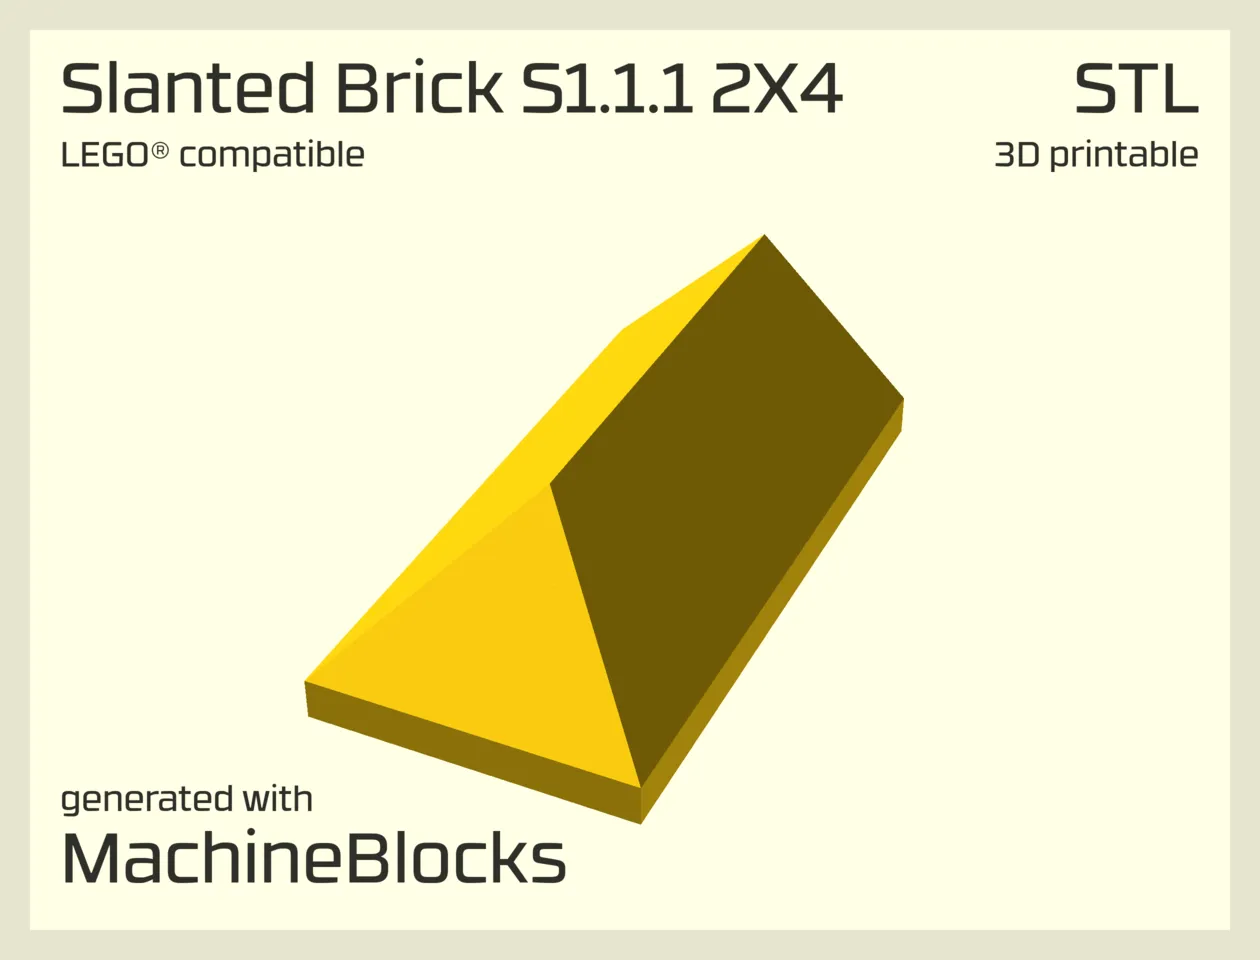 Slanted Brick S1.1.1 2X4
STL
LEGO® compatible
3D printable
generated with
MachineBlocks